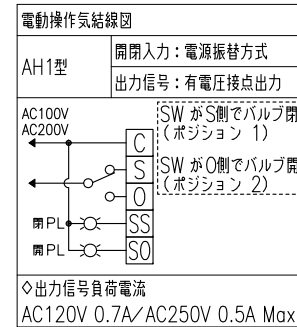 電動操作気結線図
AH1型
開閉入力：電源振替方式
出力信号：有電圧接点出力
AC100V
AC200V
SW がS側でバルブ閉
(ポジション 1)
SW がO側でバルブ開
(ポジション 2)
C
S
O
閉PL
SS
開PL
SO
◇出力信号負荷電流
AC120V 0.7A/AC250V 0.5A Max